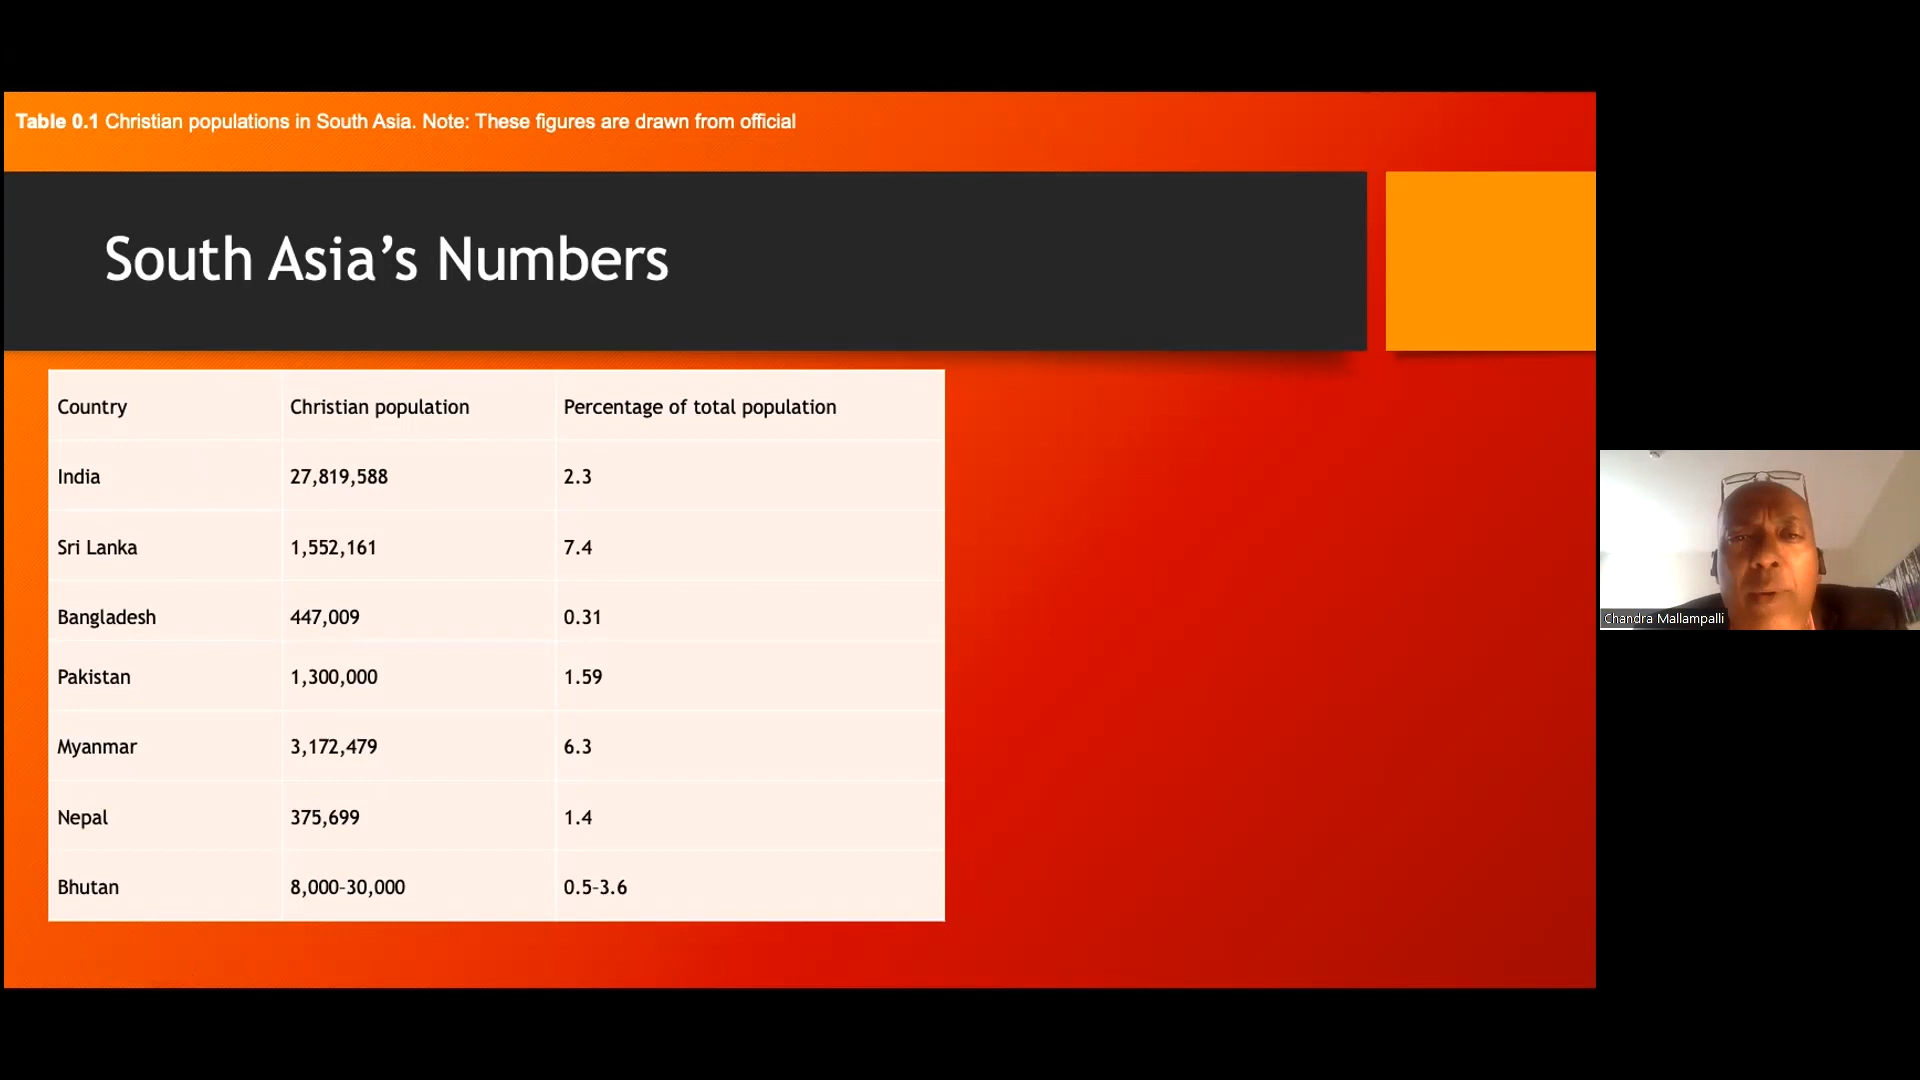 Table 0.1 Christian populations in South Asia. Note: These figures are drawn from official
South Asia’s Numbers
Country Christian population Percentage of total population
India 27,819,588 2.3
Sri Lanka 1,552,161 7.4
Bangladesh 447,009 0.31
Pakistan 1,300,000 1.59
Myanmar 3,172,479 6.3
Nepal 375,699 1.4
Bhutan 8,000–30,000 0.5–3.6
Chandra Mallampalli